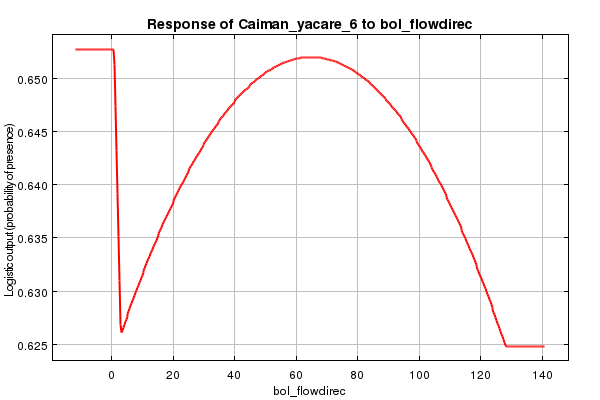 Response of Caiman_yacare_6 to bol_flowdirec
Logistic output (probability of presence)
0.650
0.645
0.640
0.635
0.630
0.625
0 20 40 60 80 100 120 140
bol_flowdirec